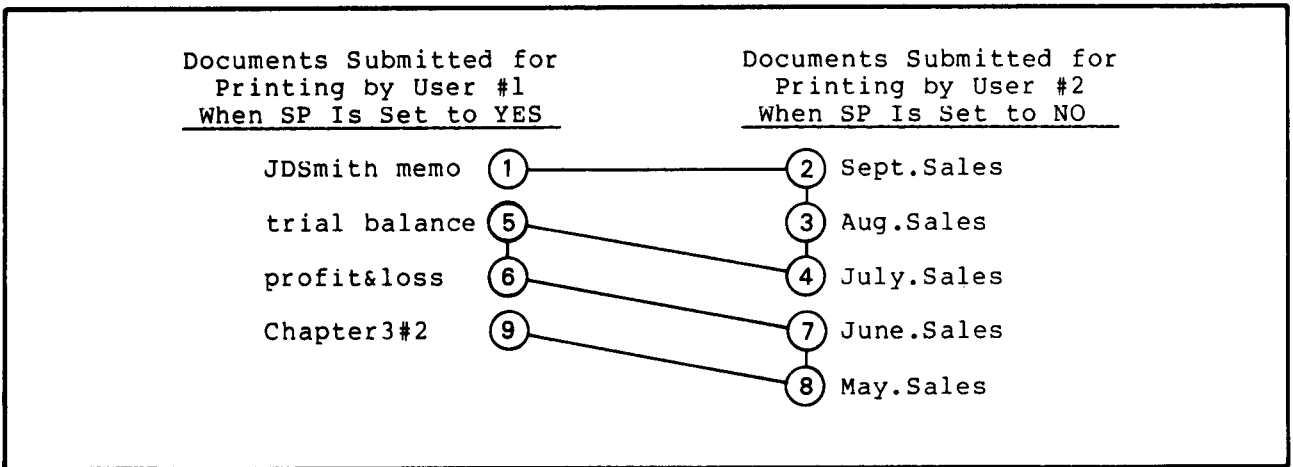 Documents Submitted for
Printing by User #1
When SP Is Set to YES
JDSmith memo 1
trial balance 5
profit&loss 6
Chapter3#2 9
Documents Submitted for
Printing by User #2
When SP Is Set to NO
2 Sept.Sales
3 Aug.Sales
4 July.Sales
7 June.Sales
8 May.Sales